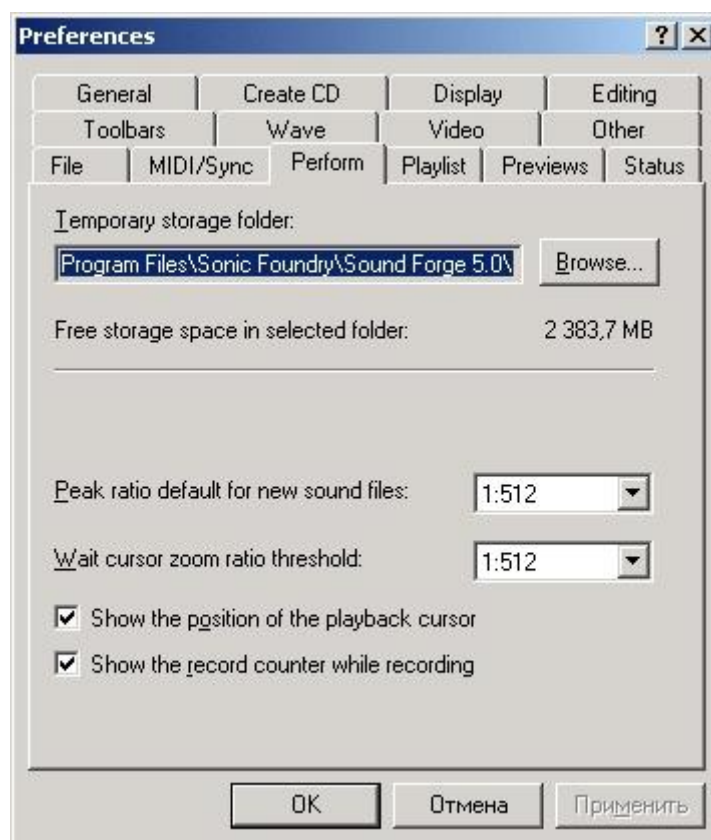 Preferences
General Create CD Display Editing
Toolbars Wave Video Other
File MIDI/Sync Perform Playlist Previews Status
Temporary storage folder:
Program Files\Sonic Foundry\Sound Forge 5.0\ Browse...
Free storage space in selected folder: 2 383,7 MB
Peak ratio default for new sound files: 1:512
Wait cursor zoom ratio threshold: 1:512
Show the position of the playback cursor
Show the record counter while recording
OK Отмена Применить